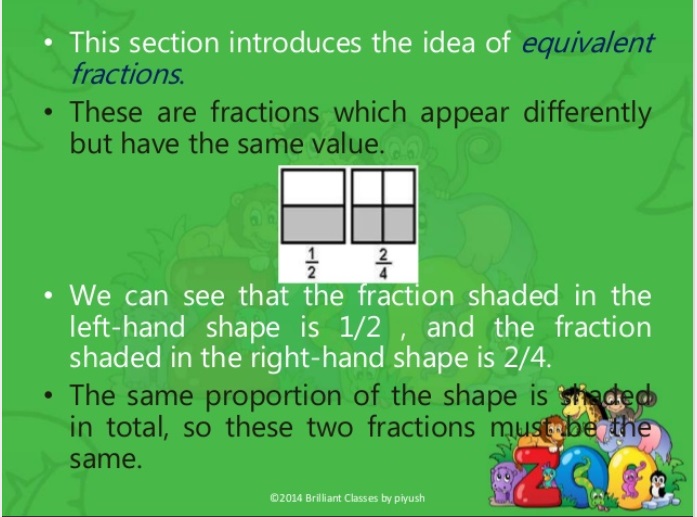 • This section introduces the idea of equivalent
fractions.
• These are fractions which appear differently
but have the same value.
1/2 2/4
• We can see that the fraction shaded in the
left-hand shape is 1/2 , and the fraction
shaded in the right-hand shape is 2/4.
• The same proportion of the shape is shaded
in total, so these two fractions must be the
same.
ZOO
©2014 Brilliant Classes by piyush